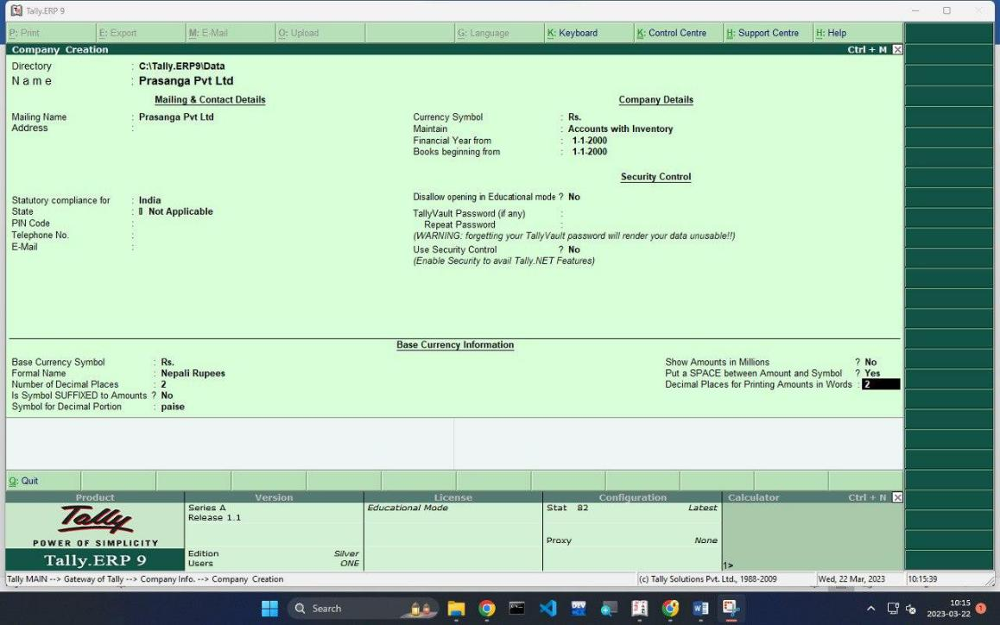 Tally.ERP 9
P: Print E: Export M: E-Mail O: Upload G: Language K: Keyboard K: Control Centre H: Support Centre H: Help
Company Creation Ctrl + M
Directory : C:\Tally.ERP9\Data
Name : Prasanga Pvt Ltd
Mailing & Contact Details
Mailing Name : Prasanga Pvt Ltd
Address :
Statutory compliance for : India
State : Not Applicable
PIN Code :
Telephone No. :
E-Mail :
Company Details
Currency Symbol : Rs.
Maintain : Accounts with Inventory
Financial Year from : 1-1-2000
Books beginning from : 1-1-2000
Security Control
Disallow opening in Educational mode ? No
TallyVault Password (if any) :
Repeat Password :
(WARNING: forgetting your TallyVault password will render your data unusable!!)
Use Security Control ? No
(Enable Security to avail Tally.NET Features)
Base Currency Information
Base Currency Symbol : Rs.
Formal Name : Nepali Rupees
Number of Decimal Places : 2
Is Symbol SUFFIXED to Amounts ? No
Symbol for Decimal Portion : paise
Show Amounts in Millions ? No
Put a SPACE between Amount and Symbol ? Yes
Decimal Places for Printing Amounts in Words : 2
Q: Quit
Product
Tally
POWER OF SIMPLICITY
Tally.ERP 9
Version
Series A
Release 1.1
Edition Silver
Users ONE
License
Educational Mode
Configuration
Stat 82 Latest
Proxy None
Calculator Ctrl + N
1>
Tally MAIN --> Gateway of Tally --> Company Info. --> Company Creation (c) Tally Solutions Pvt. Ltd., 1988-2009 Wed, 22 Mar, 2023 10:15:39
Search
DEV
10:15
2023-03-22
1